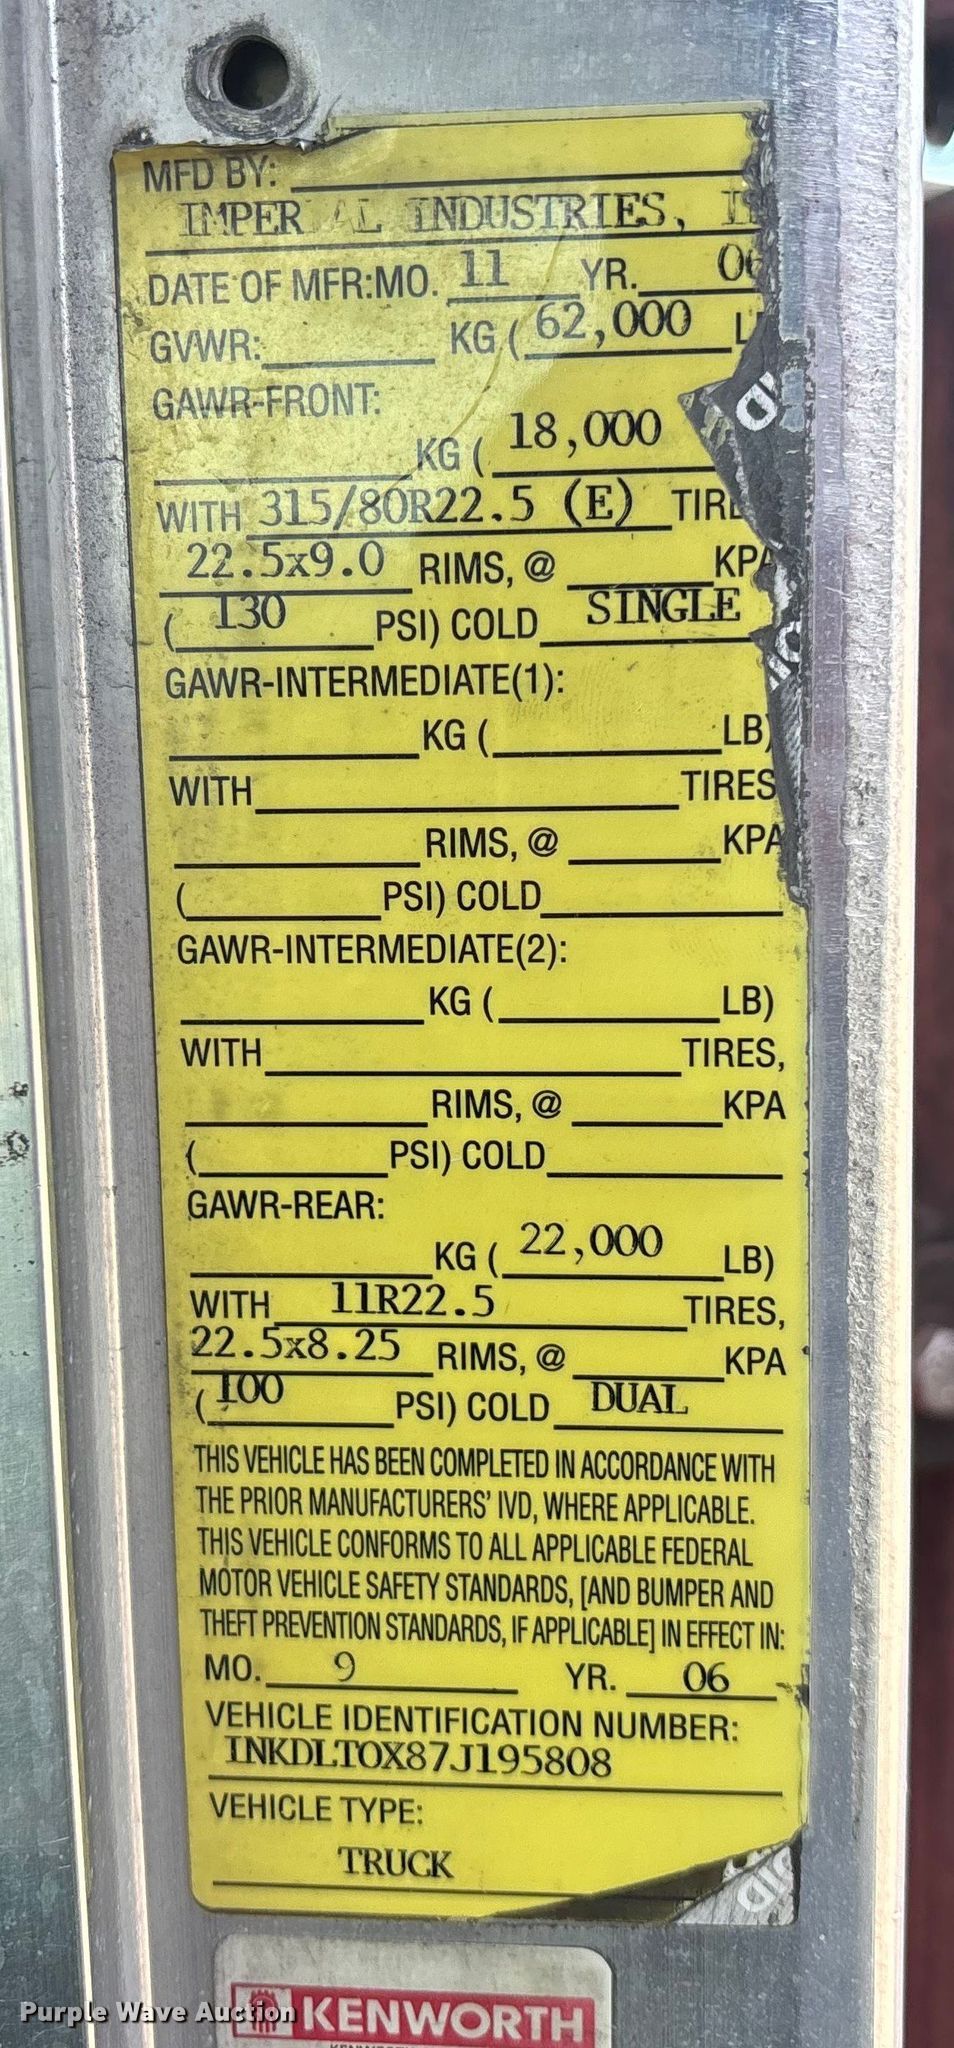 MFD BY:
IMPERIAL INDUSTRIES,
DATE OF MFR:MO. 11 YR. 06
GVWR: KG ( 62,000 L
GAWR-FRONT:
KG ( 18,000
WITH 315/80R22.5 (E) TIRE
22.5x9.0 RIMS, @ KPA
( 130 PSI) COLD SINGLE
GAWR-INTERMEDIATE(1):
KG ( LB)
WITH TIRES
RIMS, @ KPA
( PSI) COLD
GAWR-INTERMEDIATE(2):
KG ( LB)
WITH TIRES,
RIMS, @ KPA
( PSI) COLD
GAWR-REAR:
KG ( 22,000 LB)
WITH 11R22.5 TIRES,
22.5x8.25 RIMS, @ KPA
( 100 PSI) COLD DUAL
THIS VEHICLE HAS BEEN COMPLETED IN ACCORDANCE WITH
THE PRIOR MANUFACTURERS' IVD, WHERE APPLICABLE.
THIS VEHICLE CONFORMS TO ALL APPLICABLE FEDERAL
MOTOR VEHICLE SAFETY STANDARDS, [AND BUMPER AND
THEFT PREVENTION STANDARDS, IF APPLICABLE] IN EFFECT IN:
MO. 9 YR. 06
VEHICLE IDENTIFICATION NUMBER:
1NKDLTOX87J195808
VEHICLE TYPE:
TRUCK
KENWORTH
Purple Wave Auction